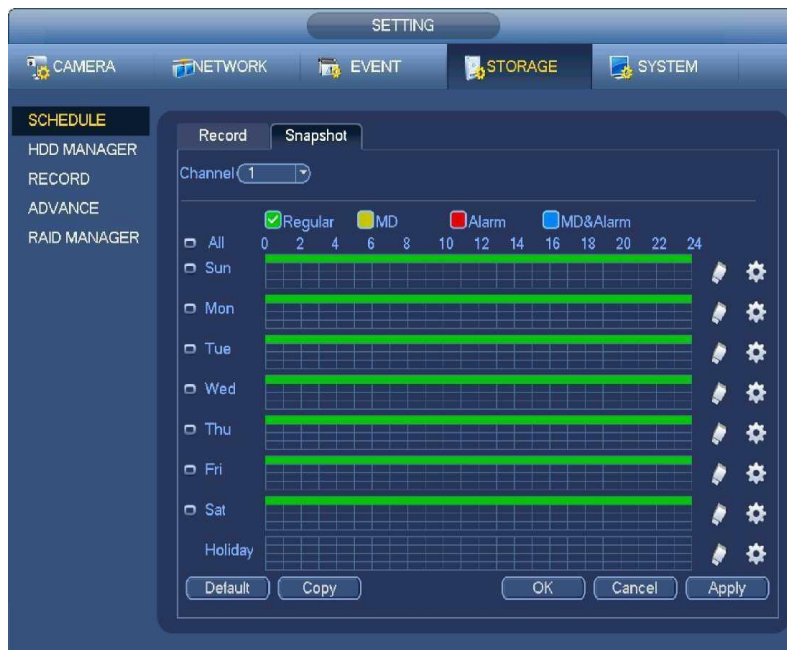 SETTING
CAMERA NETWORK EVENT STORAGE SYSTEM
SCHEDULE
HDD MANAGER
RECORD
ADVANCE
RAID MANAGER
Record Snapshot
Channel 1
Regular MD Alarm MD&Alarm
All 0 2 4 6 8 10 12 14 16 18 20 22 24
Sun
Mon
Tue
Wed
Thu
Fri
Sat
Holiday
Default Copy OK Cancel Apply